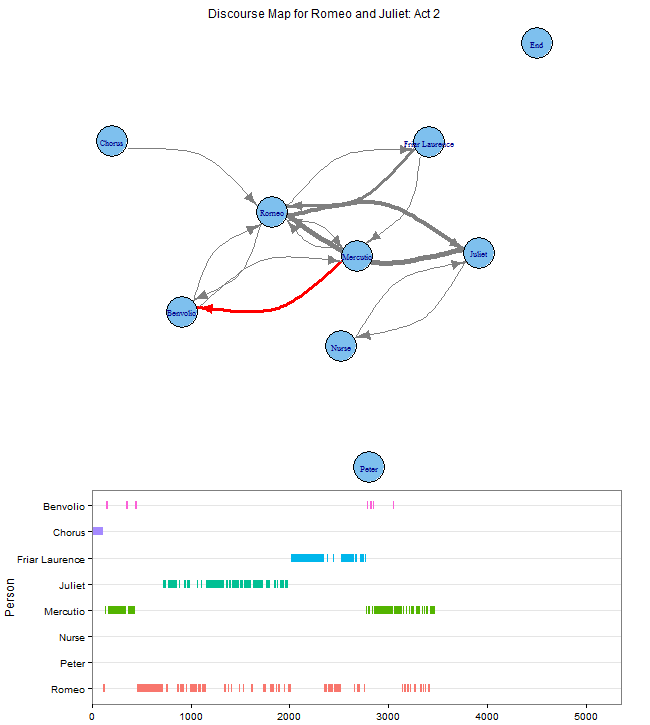 Discourse Map for Romeo and Juliet: Act 2
End
Chorus
Friar Laurence
Romeo
Mercutio
Juliet
Benvolio
Nurse
Peter
Person
Benvolio
Chorus
Friar Laurence
Juliet
Mercutio
Nurse
Peter
Romeo
0 1000 2000 3000 4000 5000